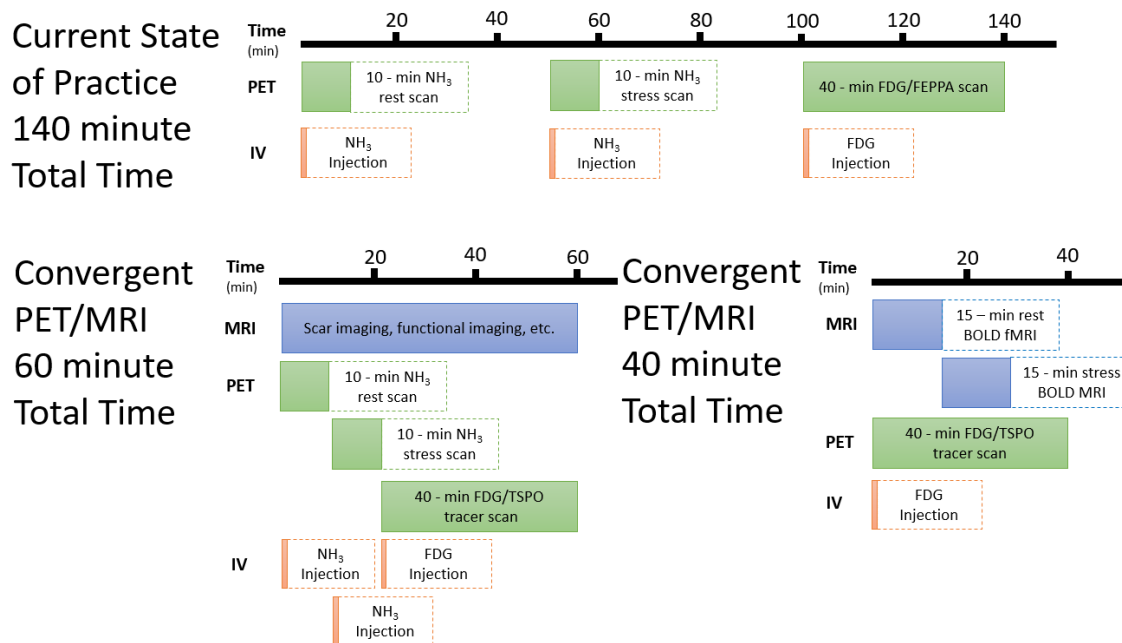 Current State
of Practice
140 minute
Total Time
Time
(min)
20
40
60
80
100
120
140
PET
10 - min NH₃
rest scan
10 - min NH₃
stress scan
40 - min FDG/FEPPA scan
IV
NH₃
Injection
NH₃
Injection
FDG
Injection
Convergent
PET/MRI
60 minute
Total Time
Time
(min)
20
40
60
MRI
Scar imaging, functional imaging, etc.
PET
10 - min NH₃
rest scan
10 - min NH₃
stress scan
40 - min FDG/TSPO
tracer scan
IV
NH₃
Injection
FDG
Injection
NH₃
Injection
Convergent
PET/MRI
40 minute
Total Time
Time
(min)
20
40
MRI
15 – min rest
BOLD fMRI
15 - min stress
BOLD MRI
PET
40 - min FDG/TSPO
tracer scan
IV
FDG
Injection